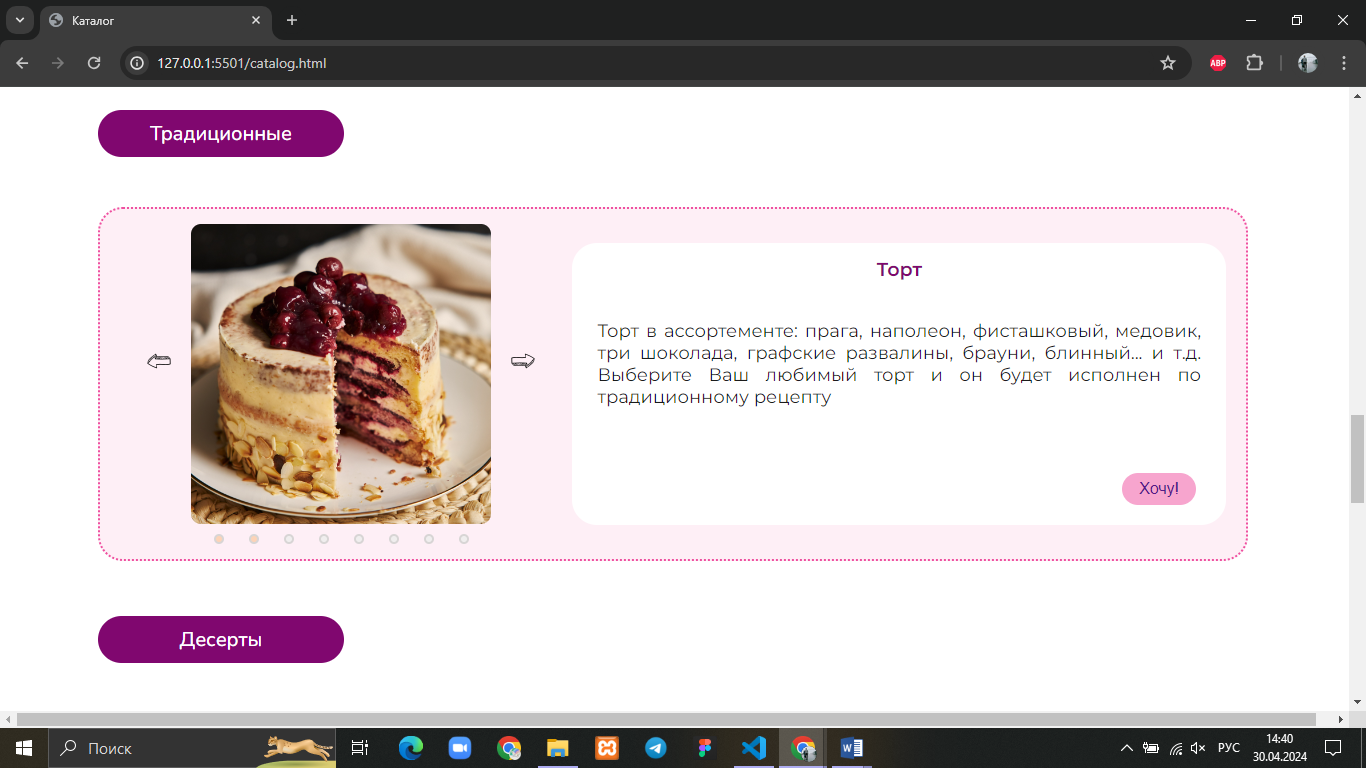 Каталог
127.0.0.1:5501/catalog.html
ABP
Традиционные
Торт
Торт в ассортементе: прага, наполеон, фисташковый, медовик,
три шоколада, графские развалины, брауни, блинный... и т.д.
Выберите Ваш любимый торт и он будет исполнен по
традиционному рецепту
Хочу!
Десерты
Поиск
РУС
14:40
30.04.2024